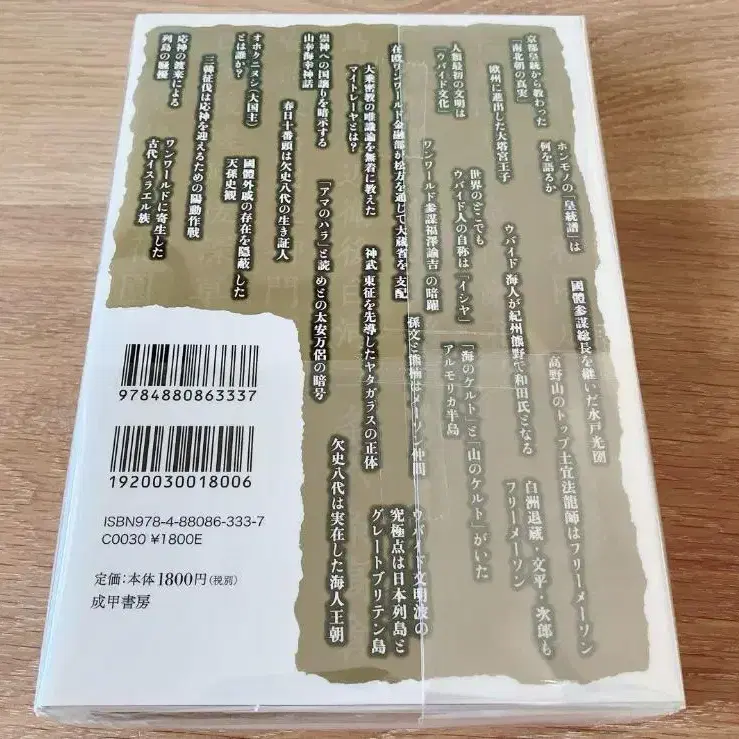 京都皇統から教わった
「南北朝の真実」
ホンモノの「皇統譜」は
何を語るか
國體参謀総長を継いだ水戸光圀
高野山のトップ土宜法龍師はフリーメーソン
欧州に進出した大塔宮王子
ウバイド海人が紀州熊野で和田氏となる
白洲退蔵・文平・次郎も
フリーメーソン
人類最初の文明は
「ウバイド文化」
世界のどこでも
ウバイド人の自称は「イシヤ」
「海のケルト」と「山のケルト」がいた
アルモリカ半島
ワンワールド参謀福澤諭吉の暗躍
孫文と熊楠はメーソン仲間
ウバイド文明波の
究極点は日本列島と
グレートブリテン島
在欧ワンワールド金融部が松方を通じて大蔵省を支配
大乗密教の唯識論を無着に教えた
マイトレーヤとは?
神武東征を先導したヤタガラスの正体
欠史八代は実在した海人王朝
崇神への国譲りを暗示する
山幸海幸神話
「アマのハラ」と読めとの太安万侶の暗号
春日十番頭は欠史八代の生き証人
オホクニヌシ(大国主)
とは誰か?
國體外戚の存在を隠蔽した
天孫史観
三韓征伐は応神を迎えるための陽動作戦
応神の渡来による
列島の騒擾
ワンワールドに寄生した
古代イスラエル族
9784880863337
1920030018006
ISBN978-4-88086-333-7
C0030 ¥1800E
定価:本体1800円(税別)
成甲書房